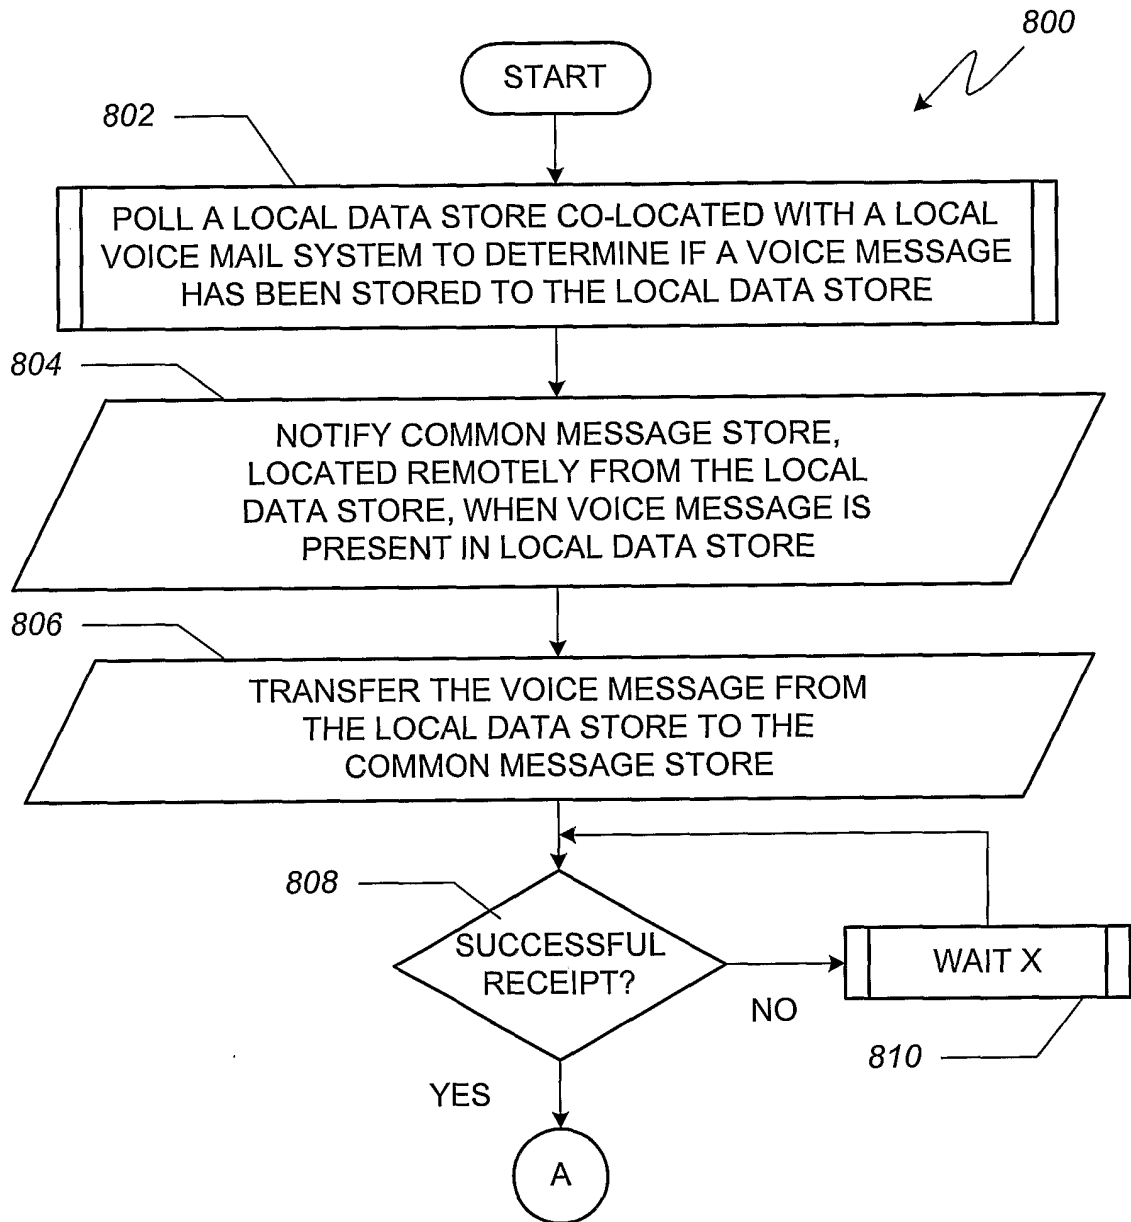 800
START
802
POLL A LOCAL DATA STORE CO-LOCATED WITH A LOCAL
VOICE MAIL SYSTEM TO DETERMINE IF A VOICE MESSAGE
HAS BEEN STORED TO THE LOCAL DATA STORE
804
NOTIFY COMMON MESSAGE STORE,
LOCATED REMOTELY FROM THE LOCAL
DATA STORE, WHEN VOICE MESSAGE IS
PRESENT IN LOCAL DATA STORE
806
TRANSFER THE VOICE MESSAGE FROM
THE LOCAL DATA STORE TO THE
COMMON MESSAGE STORE
808
SUCCESSFUL
RECEIPT?
WAIT X
NO
810
YES
A